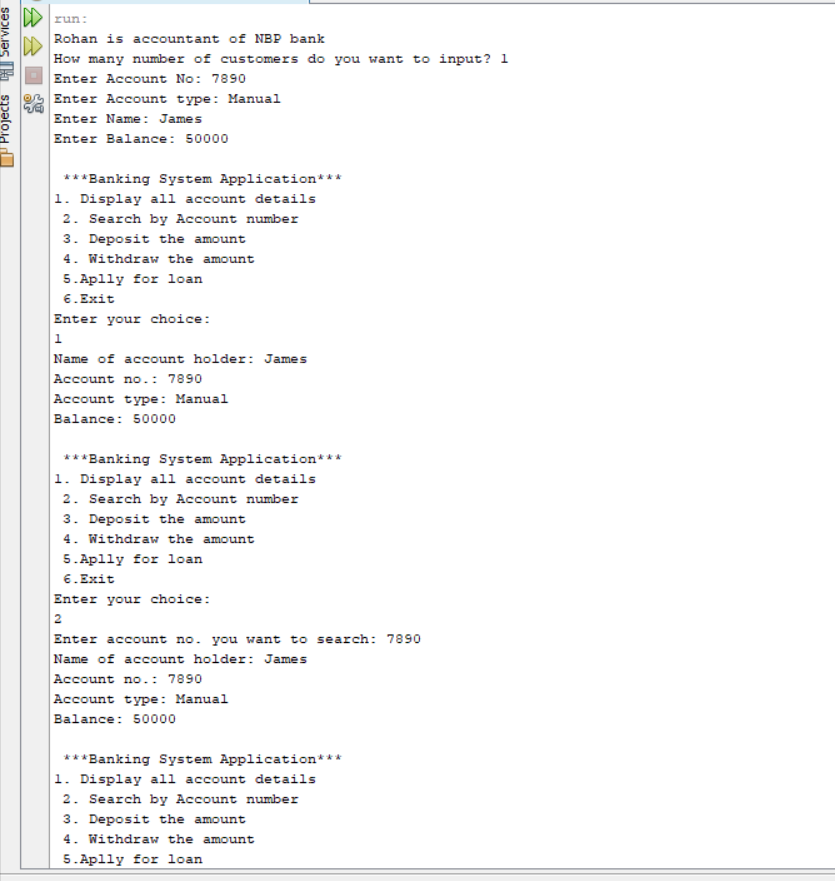 Services
Projects
run:
Rohan is accountant of NBP bank
How many number of customers do you want to input? 1
Enter Account No: 7890
Enter Account type: Manual
Enter Name: James
Enter Balance: 50000
***Banking System Application***
1. Display all account details
2. Search by Account number
3. Deposit the amount
4. Withdraw the amount
5.Aplly for loan
6.Exit
Enter your choice:
1
Name of account holder: James
Account no.: 7890
Account type: Manual
Balance: 50000
***Banking System Application***
1. Display all account details
2. Search by Account number
3. Deposit the amount
4. Withdraw the amount
5.Aplly for loan
6.Exit
Enter your choice:
2
Enter account no. you want to search: 7890
Name of account holder: James
Account no.: 7890
Account type: Manual
Balance: 50000
***Banking System Application***
1. Display all account details
2. Search by Account number
3. Deposit the amount
4. Withdraw the amount
5.Aplly for loan